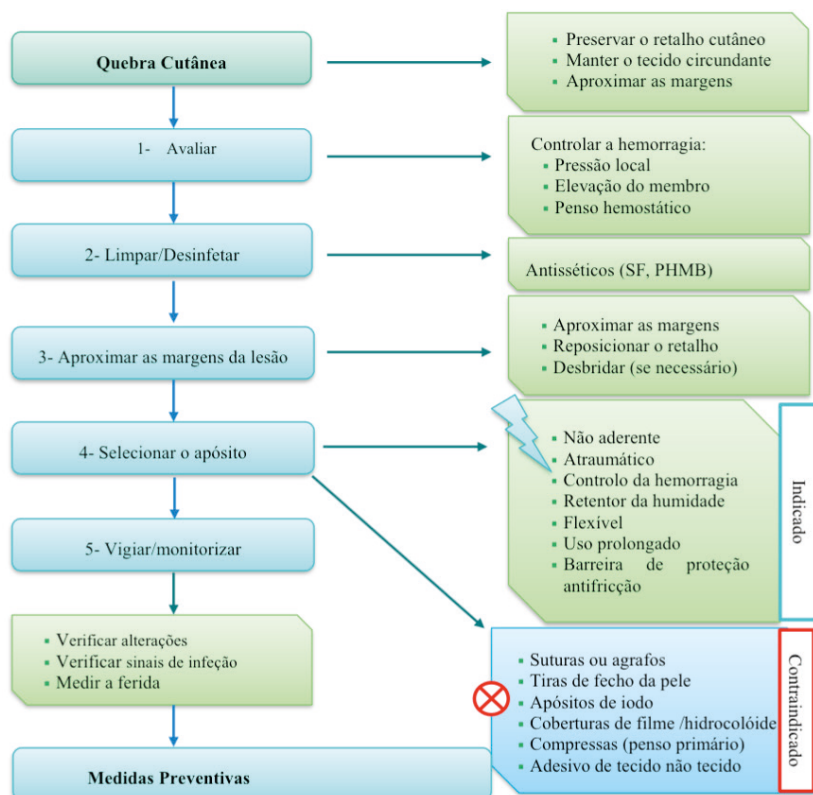 Quebra Cutânea
▪ Preservar o retalho cutâneo
▪ Manter o tecido circundante
▪ Aproximar as margens
1- Avaliar
Controlar a hemorragia:
▪ Pressão local
▪ Elevação do membro
▪ Penso hemostático
2- Limpar/Desinfetar
Antisséticos (SF, PHMB)
3- Aproximar as margens da lesão
▪ Aproximar as margens
▪ Reposicionar o retalho
▪ Desbridar (se necessário)
4- Selecionar o apósito
▪ Não aderente
▪ Atraumático
▪ Controlo da hemorragia
▪ Retentor da humidade
▪ Flexível
▪ Uso prolongado
▪ Barreira de proteção
antifricção
Indicado
5- Vigiar/monitorizar
▪ Verificar alterações
▪ Verificar sinais de infeção
▪ Medir a ferida
▪ Suturas ou agrafos
▪ Tiras de fecho da pele
▪ Apósitos de iodo
▪ Coberturas de filme /hidrocolóide
▪ Compressas (penso primário)
▪ Adesivo de tecido não tecido
Contraindicado
Medidas Preventivas